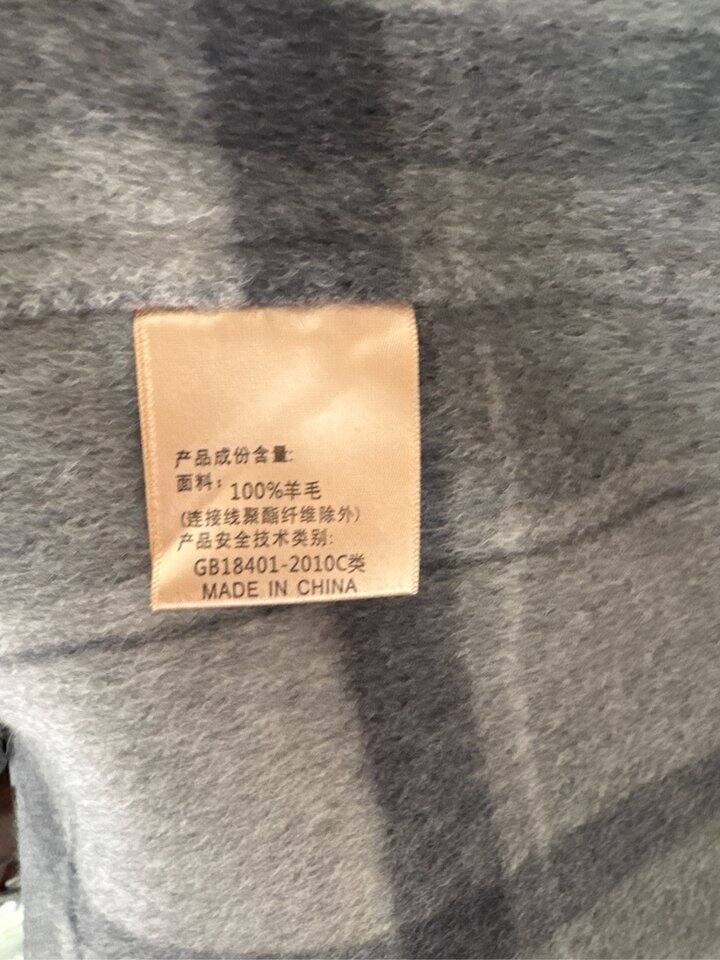 产品成份含量:
面料：100%羊毛
(连接线聚酯纤维除外)
产品安全技术类别:
GB18401-2010C类
MADE IN CHINA